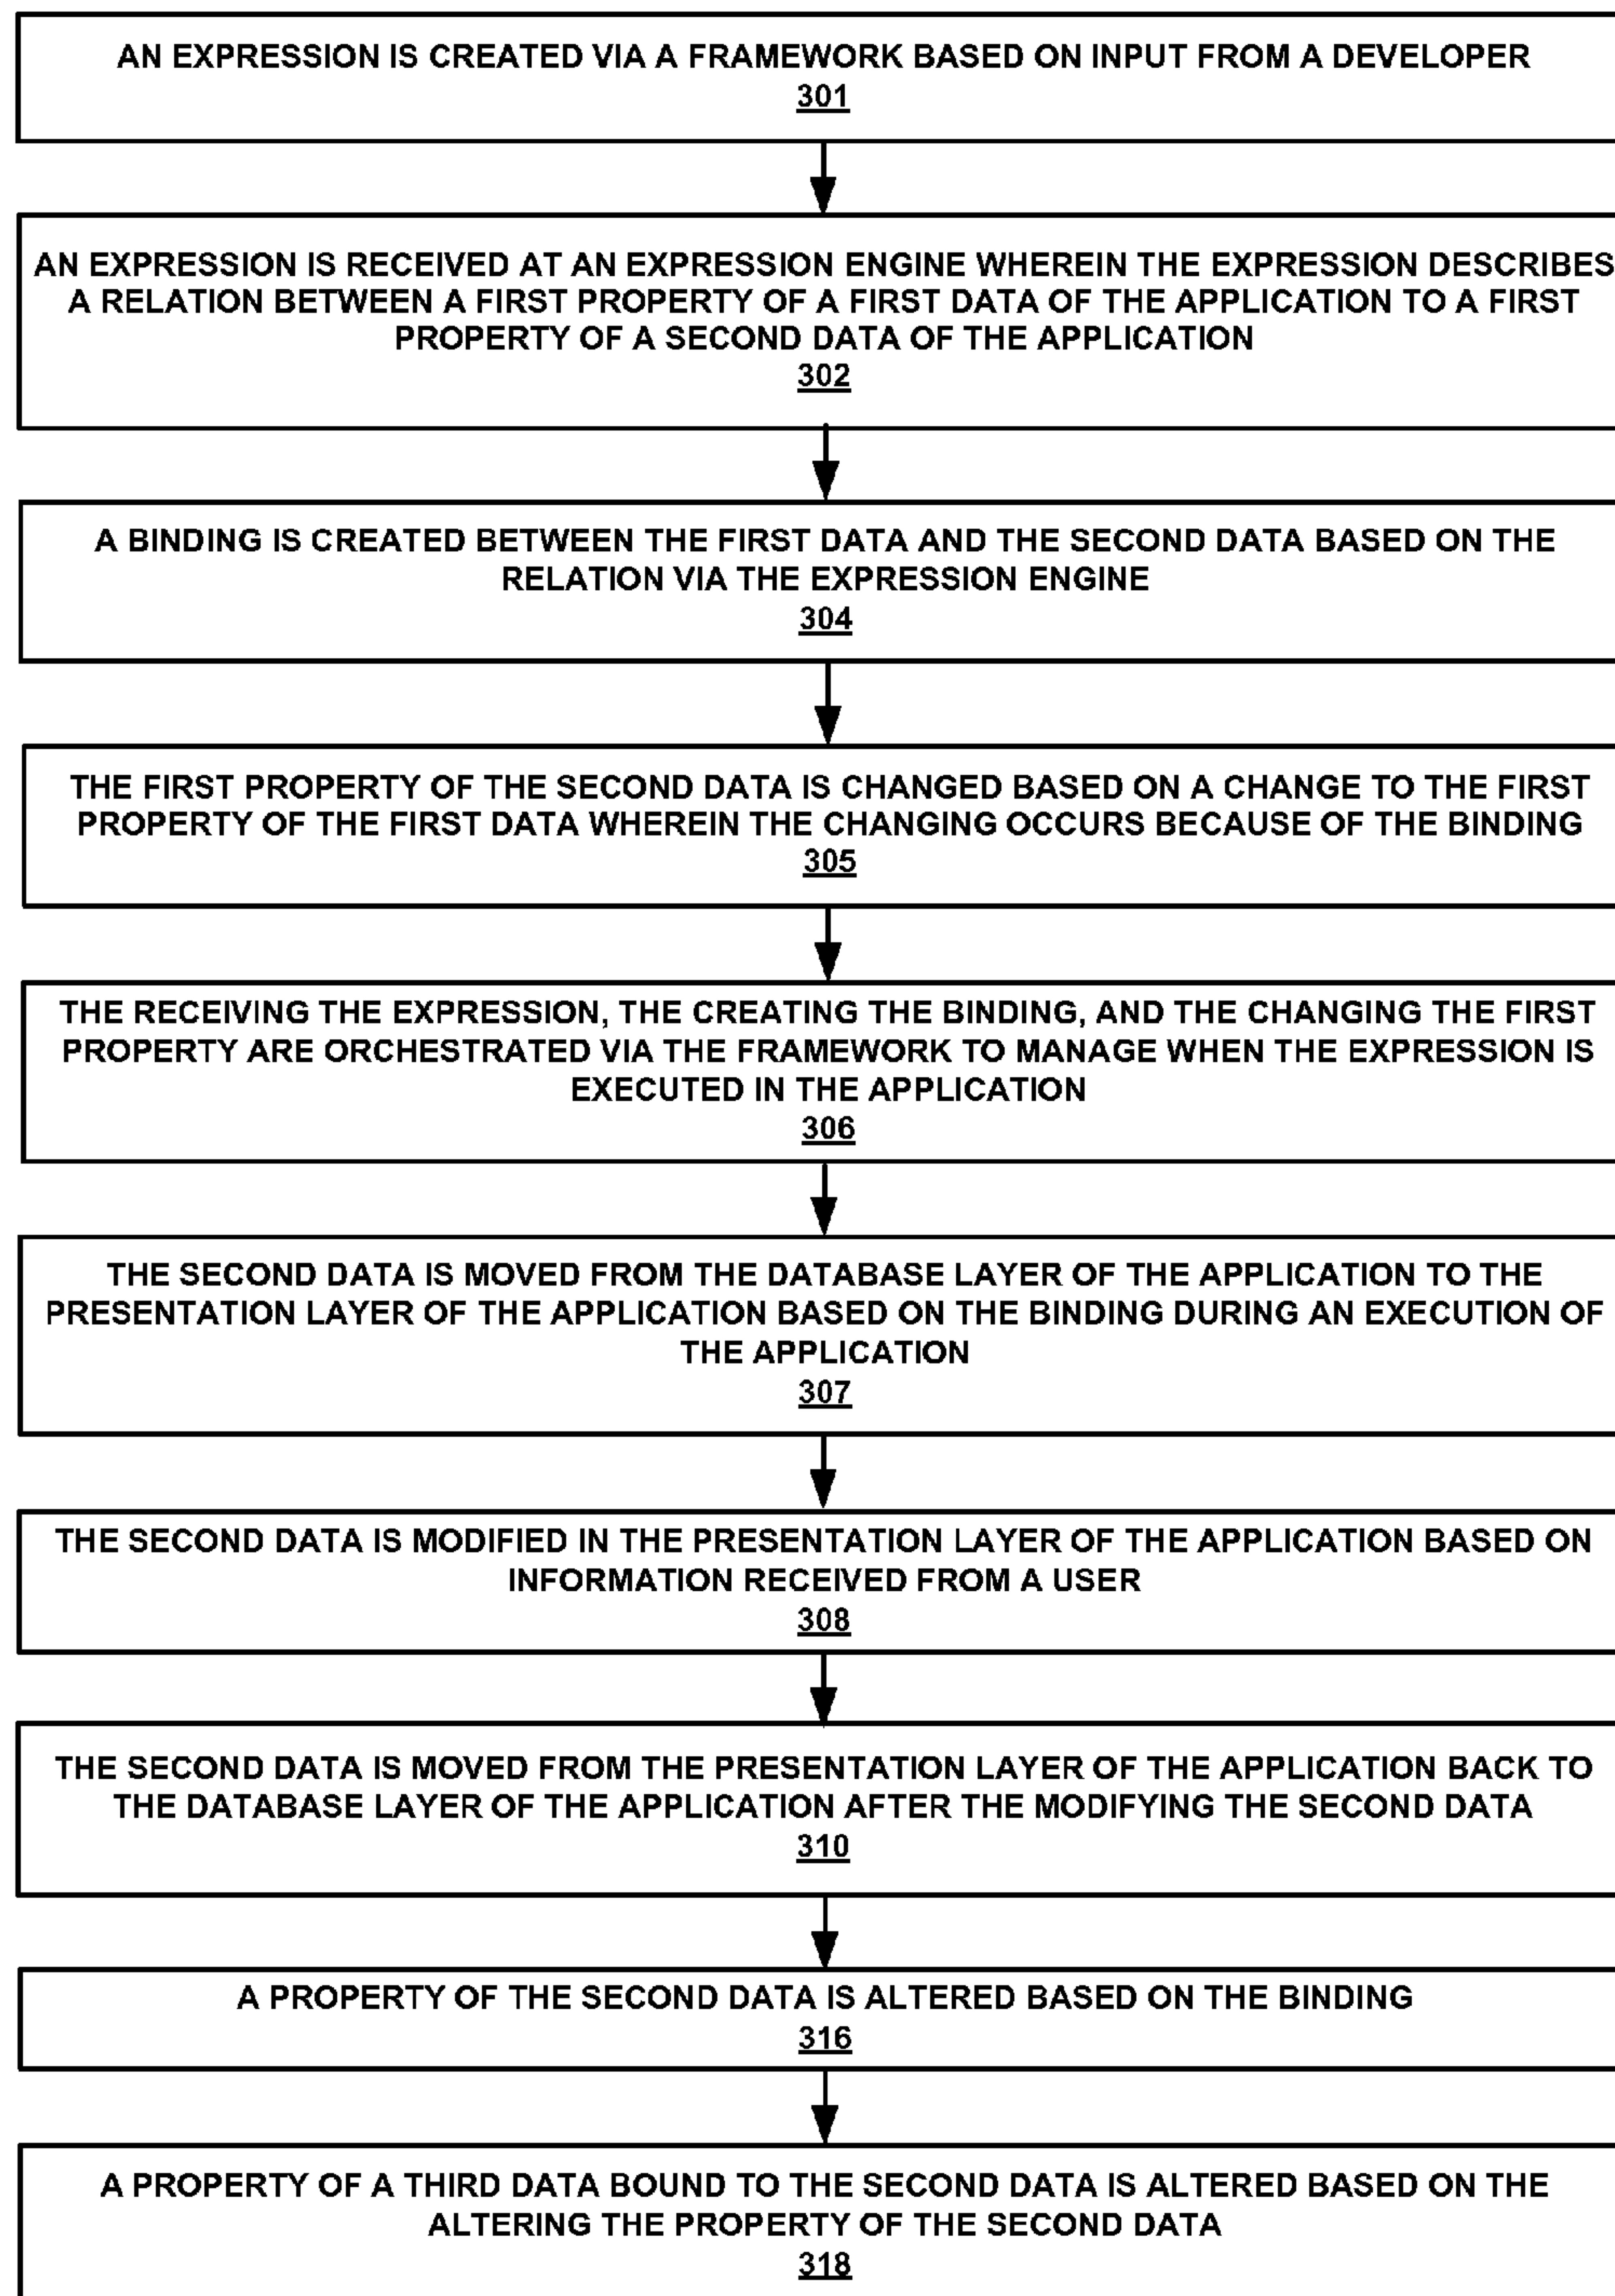 AN EXPRESSION IS CREATED VIA A FRAMEWORK BASED ON INPUT FROM A DEVELOPER
301
AN EXPRESSION IS RECEIVED AT AN EXPRESSION ENGINE WHEREIN THE EXPRESSION DESCRIBES
A RELATION BETWEEN A FIRST PROPERTY OF A FIRST DATA OF THE APPLICATION TO A FIRST
PROPERTY OF A SECOND DATA OF THE APPLICATION
302
A BINDING IS CREATED BETWEEN THE FIRST DATA AND THE SECOND DATA BASED ON THE
RELATION VIA THE EXPRESSION ENGINE
304
THE FIRST PROPERTY OF THE SECOND DATA IS CHANGED BASED ON A CHANGE TO THE FIRST
PROPERTY OF THE FIRST DATA WHEREIN THE CHANGING OCCURS BECAUSE OF THE BINDING
305
THE RECEIVING THE EXPRESSION, THE CREATING THE BINDING, AND THE CHANGING THE FIRST
PROPERTY ARE ORCHESTRATED VIA THE FRAMEWORK TO MANAGE WHEN THE EXPRESSION IS
EXECUTED IN THE APPLICATION
306
THE SECOND DATA IS MOVED FROM THE DATABASE LAYER OF THE APPLICATION TO THE
PRESENTATION LAYER OF THE APPLICATION BASED ON THE BINDING DURING AN EXECUTION OF
THE APPLICATION
307
THE SECOND DATA IS MODIFIED IN THE PRESENTATION LAYER OF THE APPLICATION BASED ON
INFORMATION RECEIVED FROM A USER
308
THE SECOND DATA IS MOVED FROM THE PRESENTATION LAYER OF THE APPLICATION BACK TO
THE DATABASE LAYER OF THE APPLICATION AFTER THE MODIFYING THE SECOND DATA
310
A PROPERTY OF THE SECOND DATA IS ALTERED BASED ON THE BINDING
316
A PROPERTY OF A THIRD DATA BOUND TO THE SECOND DATA IS ALTERED BASED ON THE
ALTERING THE PROPERTY OF THE SECOND DATA
318